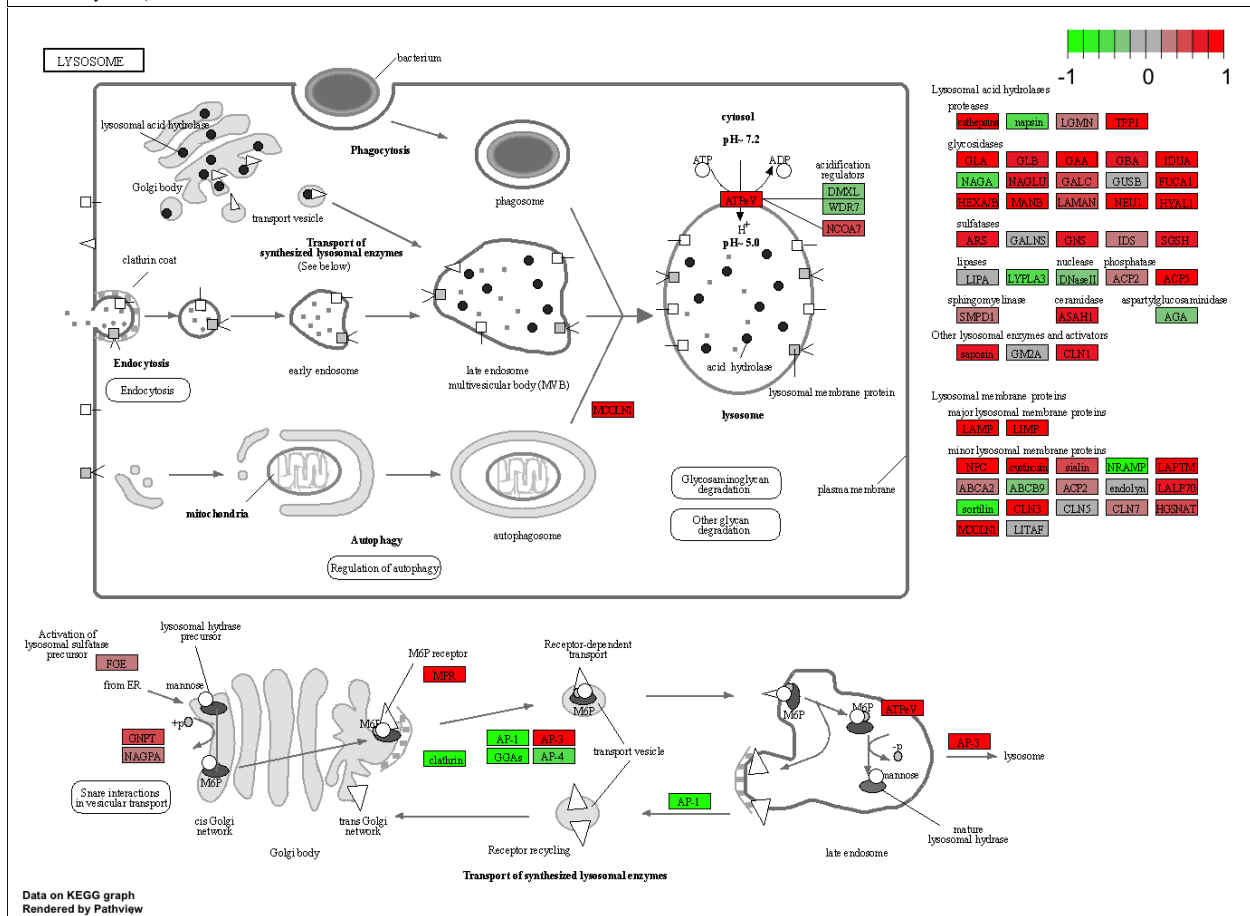 LYSOSOME
bacterium
-1
0
1
lysosomal acid hydrolase
Golgi body
transport vesicle
Phagocytosis
phagosome
Transport of
synthesized lysosomal enzymes
(See below)
clathrin coat
Endocytosis
Endocytosis
early endosome
late endosome
multivesicular body (MVB)
cytosol
pH~ 7.2
ATP
ADP
ATPeV
H+
pH~ 5.0
acidification
regulators
DMXL
WDR7
NCOA7
acid hydrolase
lysosomal membrane protein
lysosome
MCOLN1
mitochondria
Autophagy
Regulation of autophagy
autophagosome
Glycosaminoglycan
degradation
Other glycan
degradation
plasma membrane
Lysosomal acid hydrolases
proteases
cathepsins napsin LGMN TPP1
glycosidases
GLA GLB GAA GBA IDUA
NAGA NAGLU GALC GUSB FUCA1
HEXA/B MANB LAMAN NEU1 HYAL1
sulfatases
ARS GALNS GNS IDS SGSH
lipases nuclease phosphatase
LIPA LYPLA3 DNaseII ACP2 ACP5
sphingomyelinase ceramidase aspartylglucosaminidase
SMPD1 ASAH1 AGA
Other lysosomal enzymes and activators
saposin GM2A CLN1
Lysosomal membrane proteins
major lysosomal membrane proteins
LAMP LIMP
minor lysosomal membrane proteins
NPC cystinosin sialin NRAMP LAPTM
ABCA2 ABCB9 ACP2 endolyn LALP70
sortilin CLN3 CLN5 CLN7 HGSNAT
MCOLN1 LITAF
Activation of
lysosomal sulfatase
precursor
FGE
from ER
lysosomal hydrase
precursor
mannose
+p
GNPT
NAGPA
M6P
Snare interactions
in vesicular transport
cis Golgi
network
Golgi body
trans Golgi
network
M6P
M6P receptor
MPR
clathrin
AP-1 AP-3
GGAs AP-4
Receptor-dependent
transport
M6P
transport vesicle
Receptor recycling
AP-1
M6P
M6P
ATPeV
-p
mannose
AP-3
lysosome
mature
lysosomal hydrase
late endosome
Transport of synthesized lysosomal enzymes
Data on KEGG graph
Rendered by Pathview